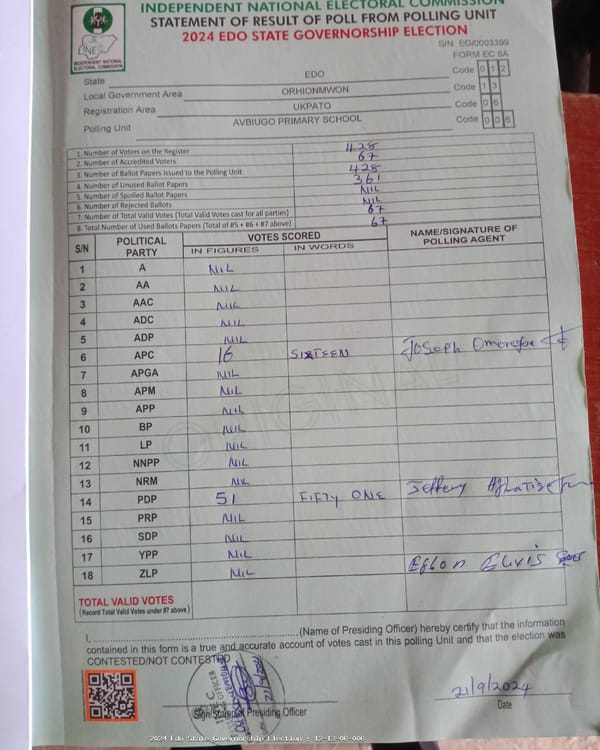 INDEPENDENT NATIONAL ELECTORAL COMMISSION
STATEMENT OF RESULT OF POLL FROM POLLING UNIT
2024 EDO STATE GOVERNORSHIP ELECTION
INDEPENDENT NATIONAL ELECTORAL COMMISSION
S/N: EG/0003399
FORM EC 8A
State EDO Code 0 1 2
Local Government Area ORHIONMWON Code 1 3
Registration Area UKPATO Code 0 6
Polling Unit AVBIUGO PRIMARY SCHOOL Code 0 0 6
1. Number of Voters on the Register 428
2. Number of Accredited Voters 67
3. Number of Ballot Papers Issued to the Polling Unit 428
4. Number of Unused Ballot Papers 361
5. Number of Spoiled Ballot Papers NIL
6. Number of Rejected Ballots NIL
7. Number of Total Valid Votes (Total Valid Votes cast for all parties) 67
8. Total Number of Used Ballots Papers (Total of #5 + #6 + #7 above) 67
S/N POLITICAL PARTY VOTES SCORED NAME/SIGNATURE OF POLLING AGENT
IN FIGURES IN WORDS
1 A NIL
2 AA NIL
3 AAC NIL
4 ADC NIL
5 ADP NIL
6 APC 16 SIXTEEN Joseph
7 APGA NIL
8 APM NIL
9 APP NIL
10 BP NIL
11 LP NIL
12 NNPP NIL
13 NRM NIL
14 PDP 51 FIFTY ONE Jeffery
15 PRP NIL
16 SDP NIL
17 YPP NIL
18 ZLP NIL Elvis
TOTAL VALID VOTES
(Record Total Valid Votes under #7 above)
I, ......(Name of Presiding Officer) hereby certify that the information
contained in this form is a true and accurate account of votes cast in this polling Unit and that the election was
CONTESTED/NOT CONTESTED
21/9/2024
Sign/Stamp of Presiding Officer Date
2024 Edo State Governorship Election : 12-13-06-006